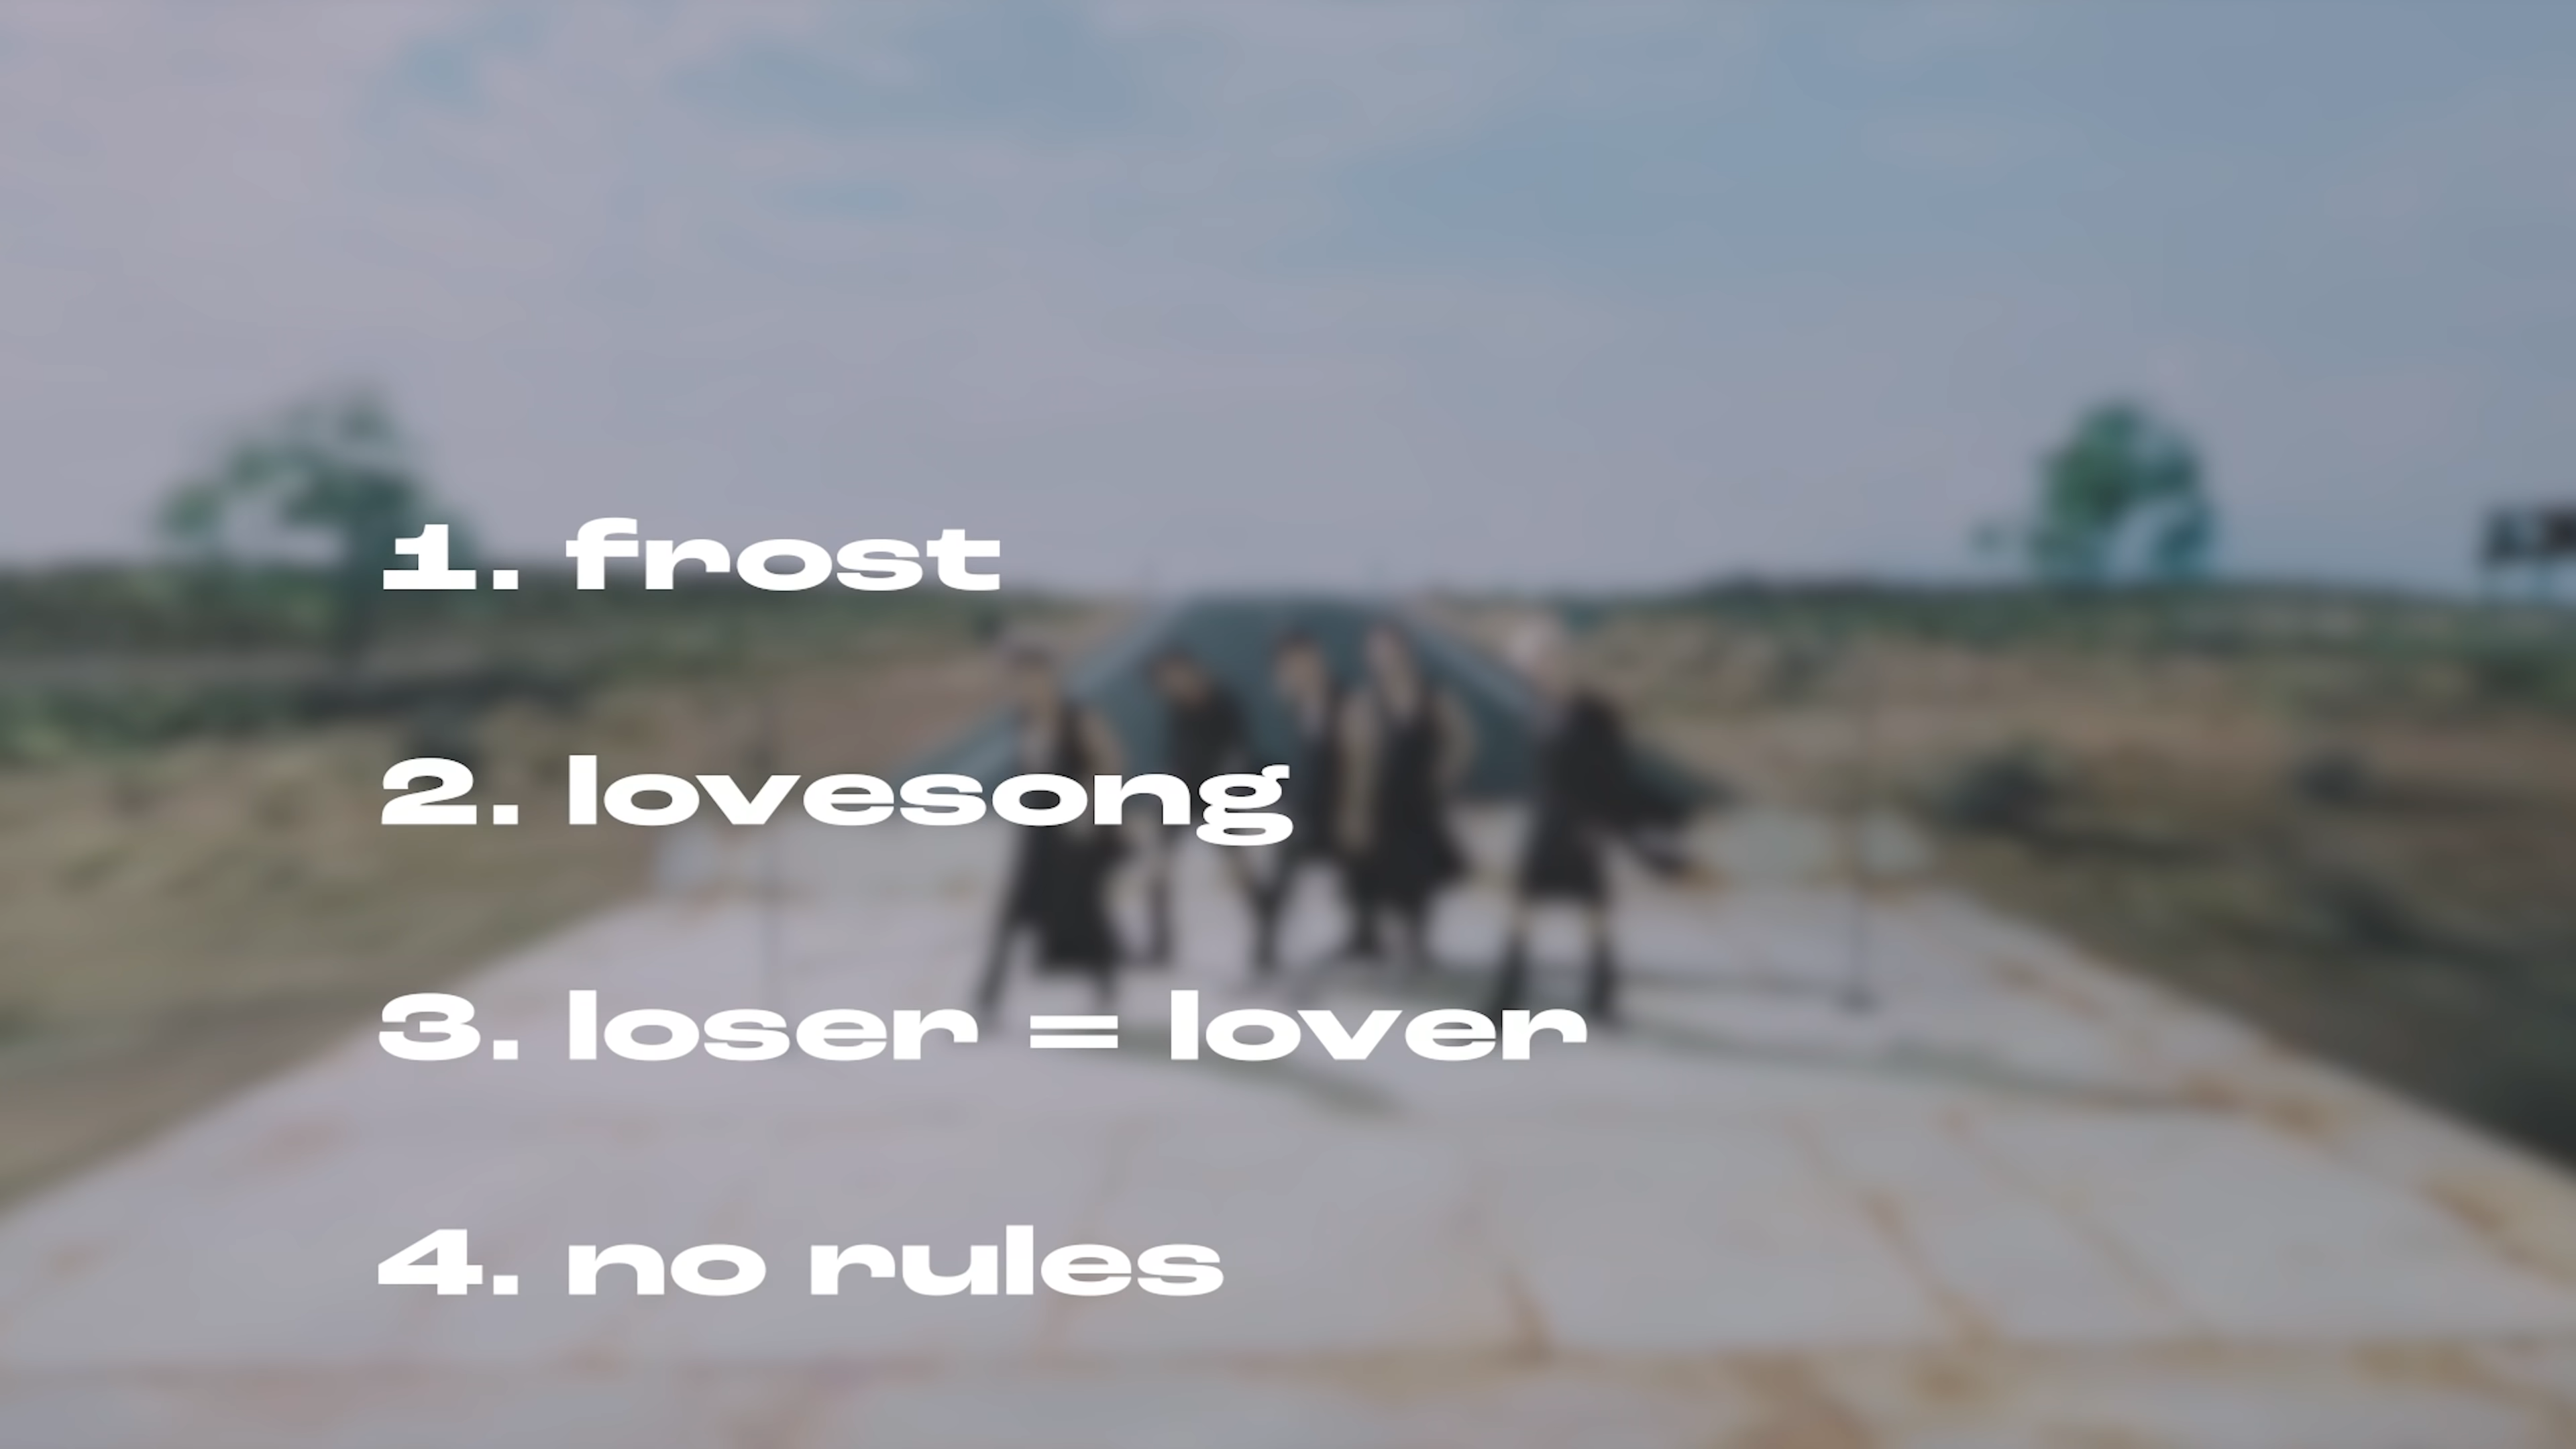 1. frost
2. lovesong
3. loser = lover
4. no rules